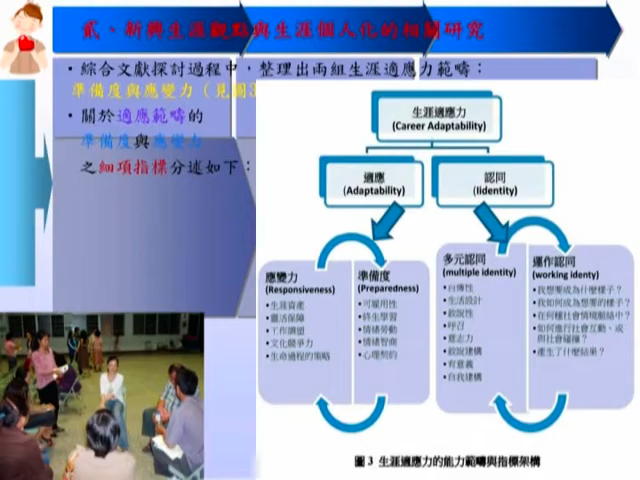 貳、新興生涯觀點與生涯個人化的相關研究
•綜合文獻探討過程中，整理出兩組生涯適應力範疇：
準備度與應變力（見圖3
•關於適應範疇的
準備度與應變力
之細項指標分述如下：
生涯適應力
(Career Adaptability)
適應
(Adaptability)
認同
(Iidentity)
應變力
(Responsiveness)
•生涯資產
•靈活保障
•工作調塑
•文化競爭力
•生命過程的策略
準備度
(Preparedness)
•可雇用性
•終生學習
•情緒勞動
•情緒智商
•心理契約
多元認同
(multiple identity)
•自傳性
•生活設計
•敘說性
•呼召
•意志力
•敘說建構
•有意義
•自我建構
運作認同
(working identy)
•我想要成為什麼樣子？
•我如何成為想要的樣子？
•在何種社會情境脈絡中？
•如何進行社會互動、或
與社會碰撞？
•產生了什麼結果？
圖 3 生涯適應力的能力範疇與指標架構